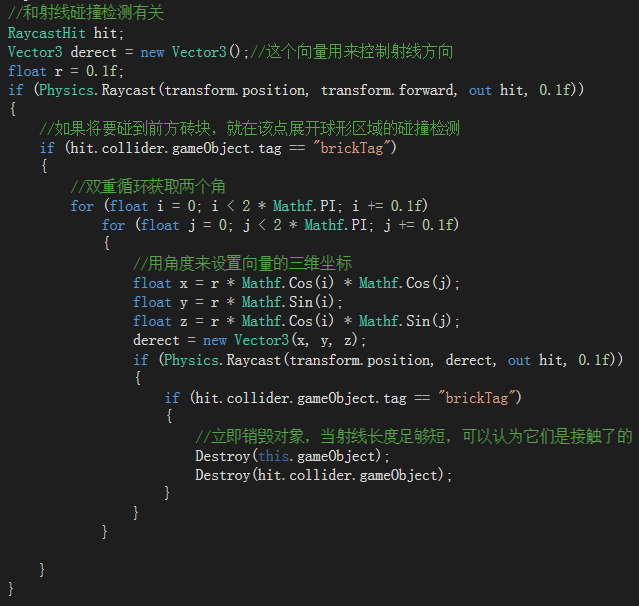 //和射线碰撞检测有关
RaycastHit hit;
Vector3 derect = new Vector3();//这个向量用来控制射线方向
float r = 0.1f;
if (Physics.Raycast(transform.position, transform.forward, out hit, 0.1f))
{
//如果将要碰到前方砖块，就在该点展开球形区域的碰撞检测
if (hit.collider.gameObject.tag == "brickTag")
{
//双重循环获取两个角
for (float i = 0; i < 2 * Mathf.PI; i += 0.1f)
for (float j = 0; j < 2 * Mathf.PI; j += 0.1f)
{
//用角度来设置向量的三维坐标
float x = r * Mathf.Cos(i) * Mathf.Cos(j);
float y = r * Mathf.Sin(i);
float z = r * Mathf.Cos(i) * Mathf.Sin(j);
derect = new Vector3(x, y, z);
if (Physics.Raycast(transform.position, derect, out hit, 0.1f))
{
if (hit.collider.gameObject.tag == "brickTag")
{
//立即销毁对象，当射线长度足够短，可以认为它们是接触了的
Destroy(this.gameObject);
Destroy(hit.collider.gameObject);
}
}
}
}
}